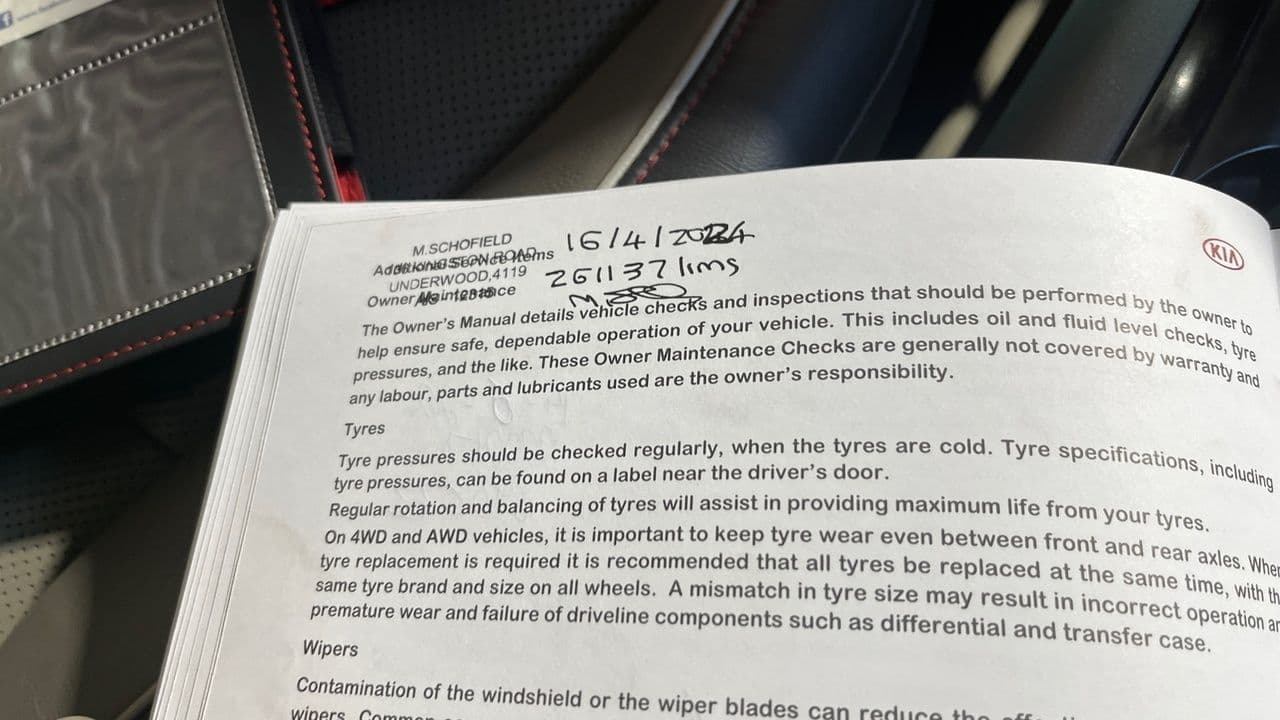 M.SCHOFIELD
16/4/2024
Additional Service Items
UNDERWOOD,4119
261137 kms
Owner Maintenance
KIA
The Owner's Manual details vehicle checks and inspections that should be performed by the owner to
help ensure safe, dependable operation of your vehicle. This includes oil and fluid level checks, tyre
pressures, and the like. These Owner Maintenance Checks are generally not covered by warranty and
any labour, parts and lubricants used are the owner's responsibility.
Tyres
Tyre pressures should be checked regularly, when the tyres are cold. Tyre specifications, including
tyre pressures, can be found on a label near the driver's door.
Regular rotation and balancing of tyres will assist in providing maximum life from your tyres.
On 4WD and AWD vehicles, it is important to keep tyre wear even between front and rear axles.
tyre replacement is required it is recommended that all tyres be replaced at the same time, with
same tyre brand and size on all wheels. A mismatch in tyre size may result in incorrect operation
premature wear and failure of driveline components such as differential and transfer case.
Wipers
Contamination of the windshield or the wiper blades can reduce the
wipers.